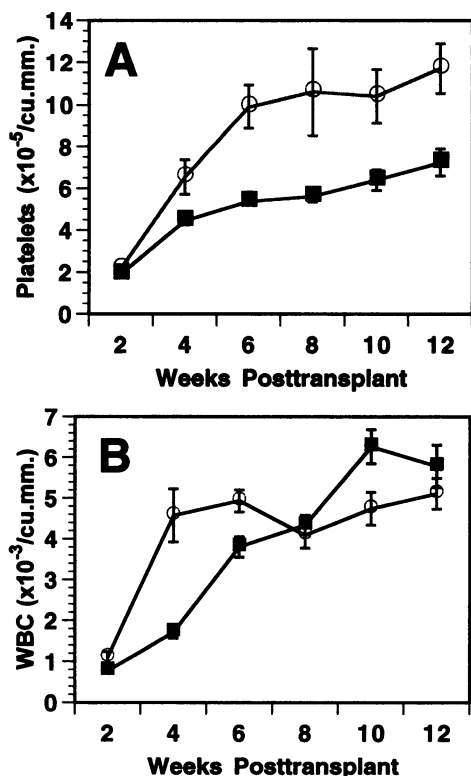 A
Platelets (x10⁻⁵/cu.mm.)
14
12
10
8
6
4
2
0
2 4 6 8 10 12
Weeks Posttransplant
B
WBC (x10⁻³/cu.mm.)
7
6
5
4
3
2
1
0
2 4 6 8 10 12
Weeks Posttransplant